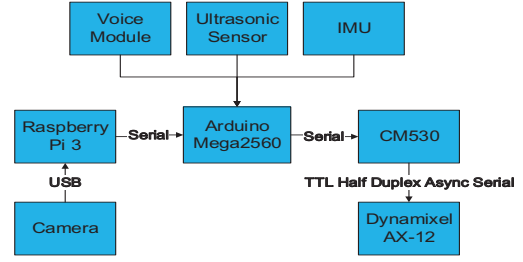 Voice
Module
Ultrasonic
Sensor
IMU
Raspberry
Pi 3
Serial
Arduino
Mega2560
Serial
CM530
USB
TTL Half Duplex Async Serial
Camera
Dynamixel
AX-12